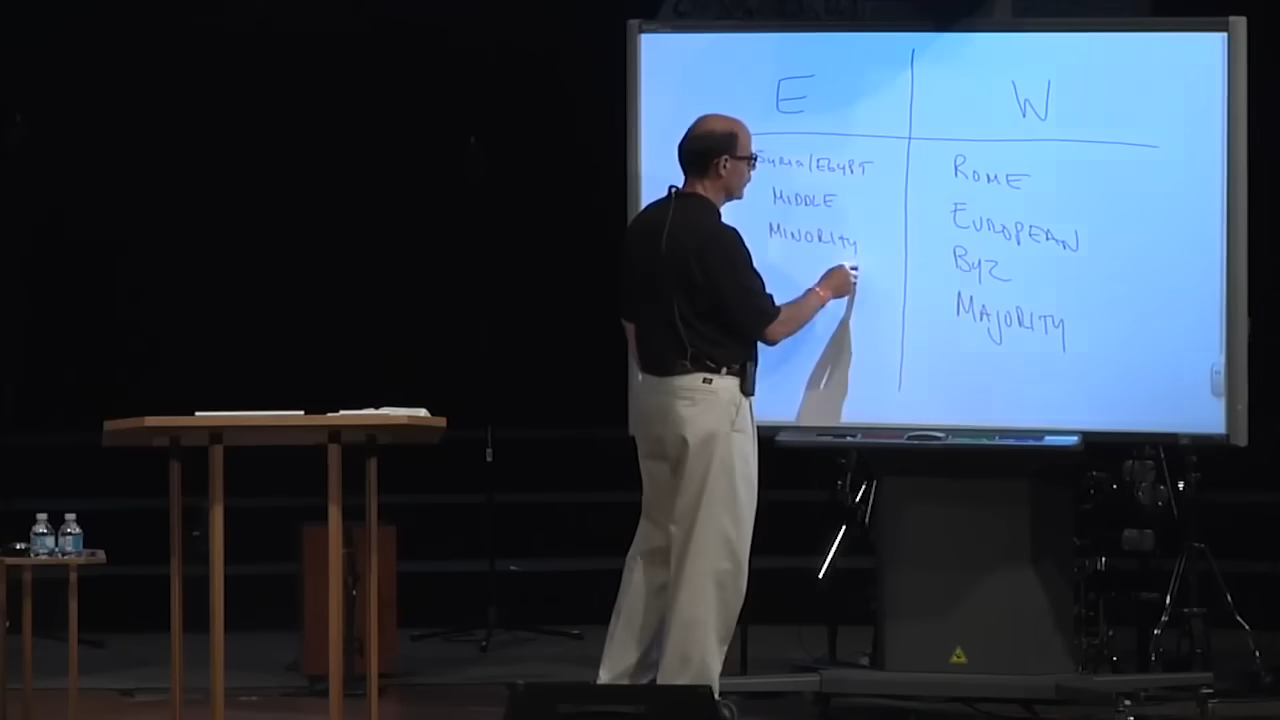 E
W
Syria/Egypt
MIDDLE
MINORITY
ROME
EUROPEAN
BYZ
MAJORITY